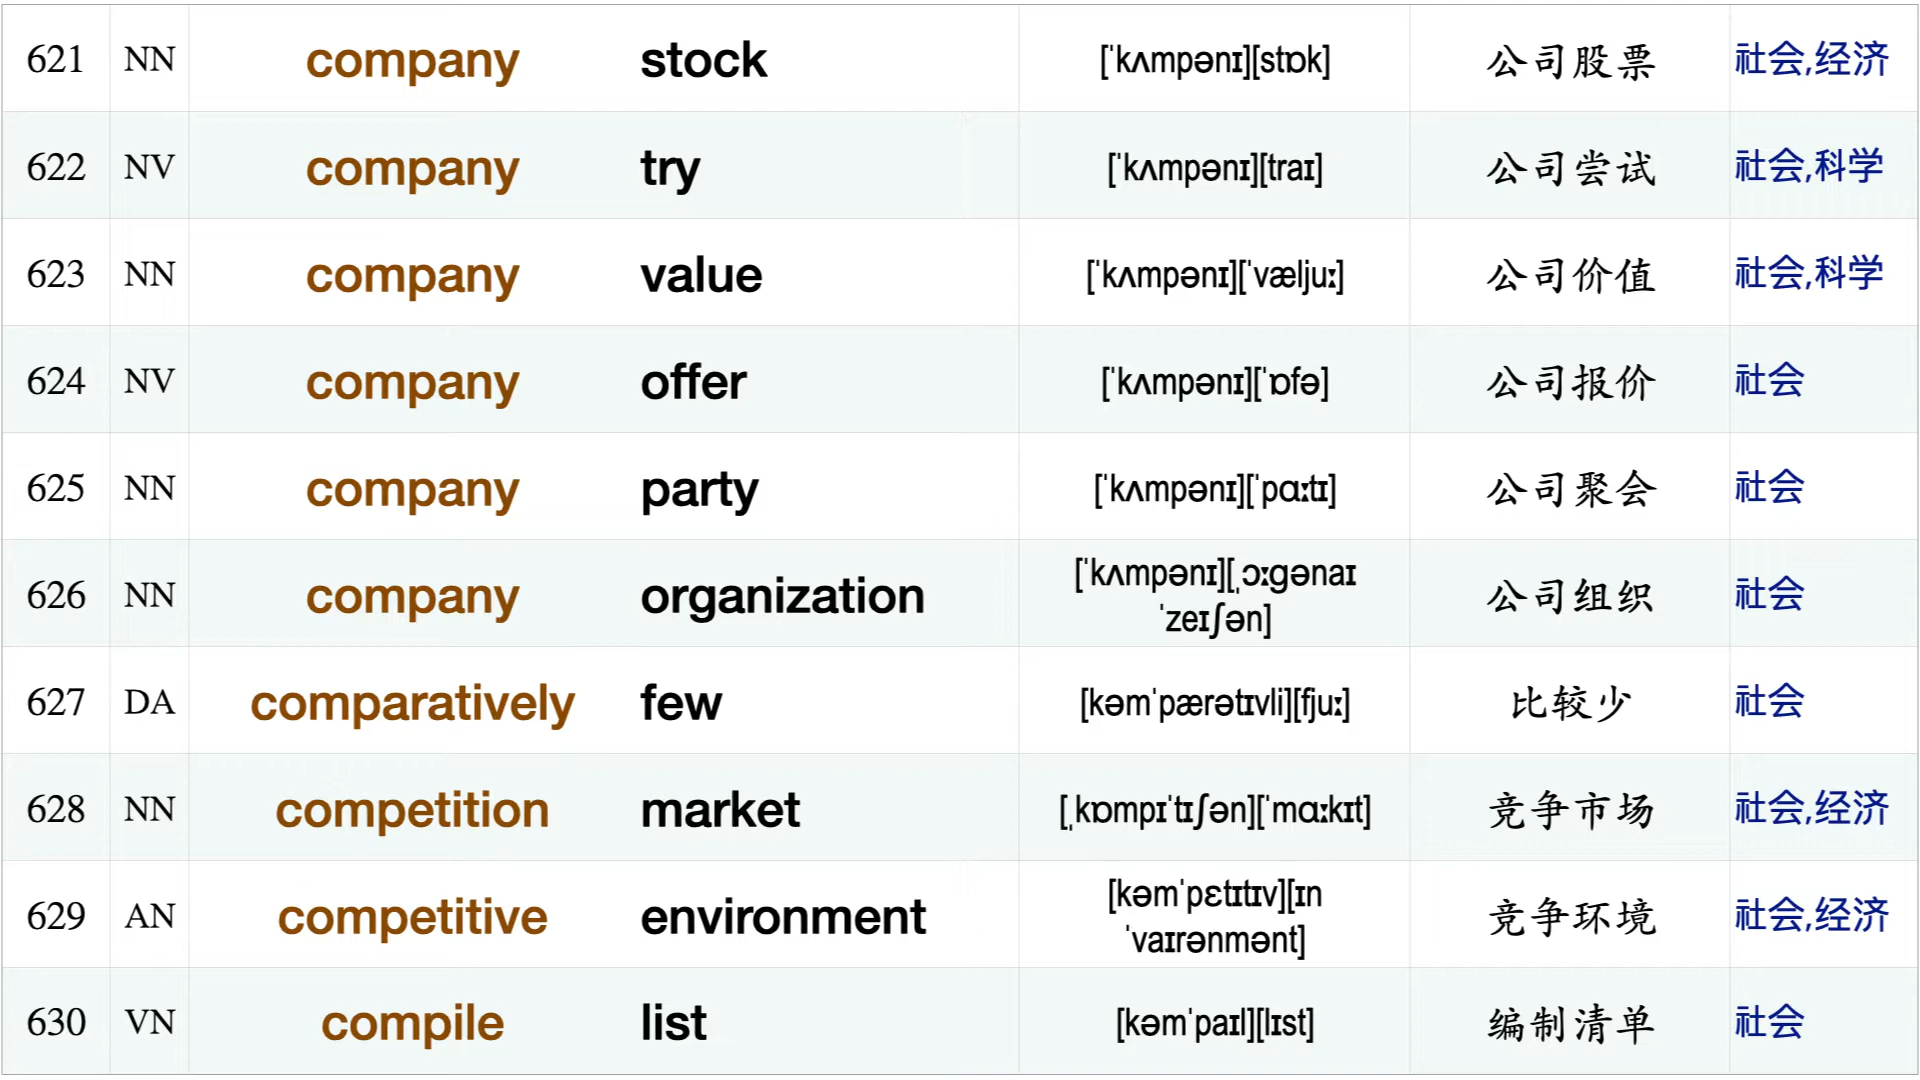 621 NN company stock [ˈkʌmpənɪ][stɒk] 公司股票 社会,经济
622 NV company try [ˈkʌmpənɪ][traɪ] 公司尝试 社会,科学
623 NN company value [ˈkʌmpənɪ][ˈvæljuː] 公司价值 社会,科学
624 NV company offer [ˈkʌmpənɪ][ˈɒfə] 公司报价 社会
625 NN company party [ˈkʌmpənɪ][ˈpɑːtɪ] 公司聚会 社会
626 NN company organization [ˈkʌmpənɪ][ˌɔːgənaɪ
ˈzeɪʃən] 公司组织 社会
627 DA comparatively few [kəmˈpærətɪvli][fjuː] 比较少 社会
628 NN competition market [ˌkɒmpɪˈtɪʃən][ˈmɑːkɪt] 竞争市场 社会,经济
629 AN competitive environment [kəmˈpɛtɪtɪv][ɪn
ˈvaɪrənmənt] 竞争环境 社会,经济
630 VN compile list [kəmˈpaɪl][lɪst] 编制清单 社会